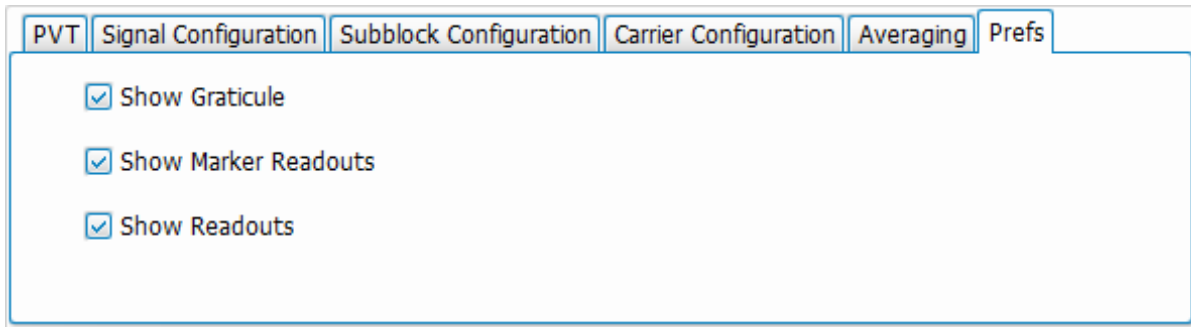 PVT Signal Configuration Subblock Configuration Carrier Configuration Averaging Prefs
Show Graticule
Show Marker Readouts
Show Readouts